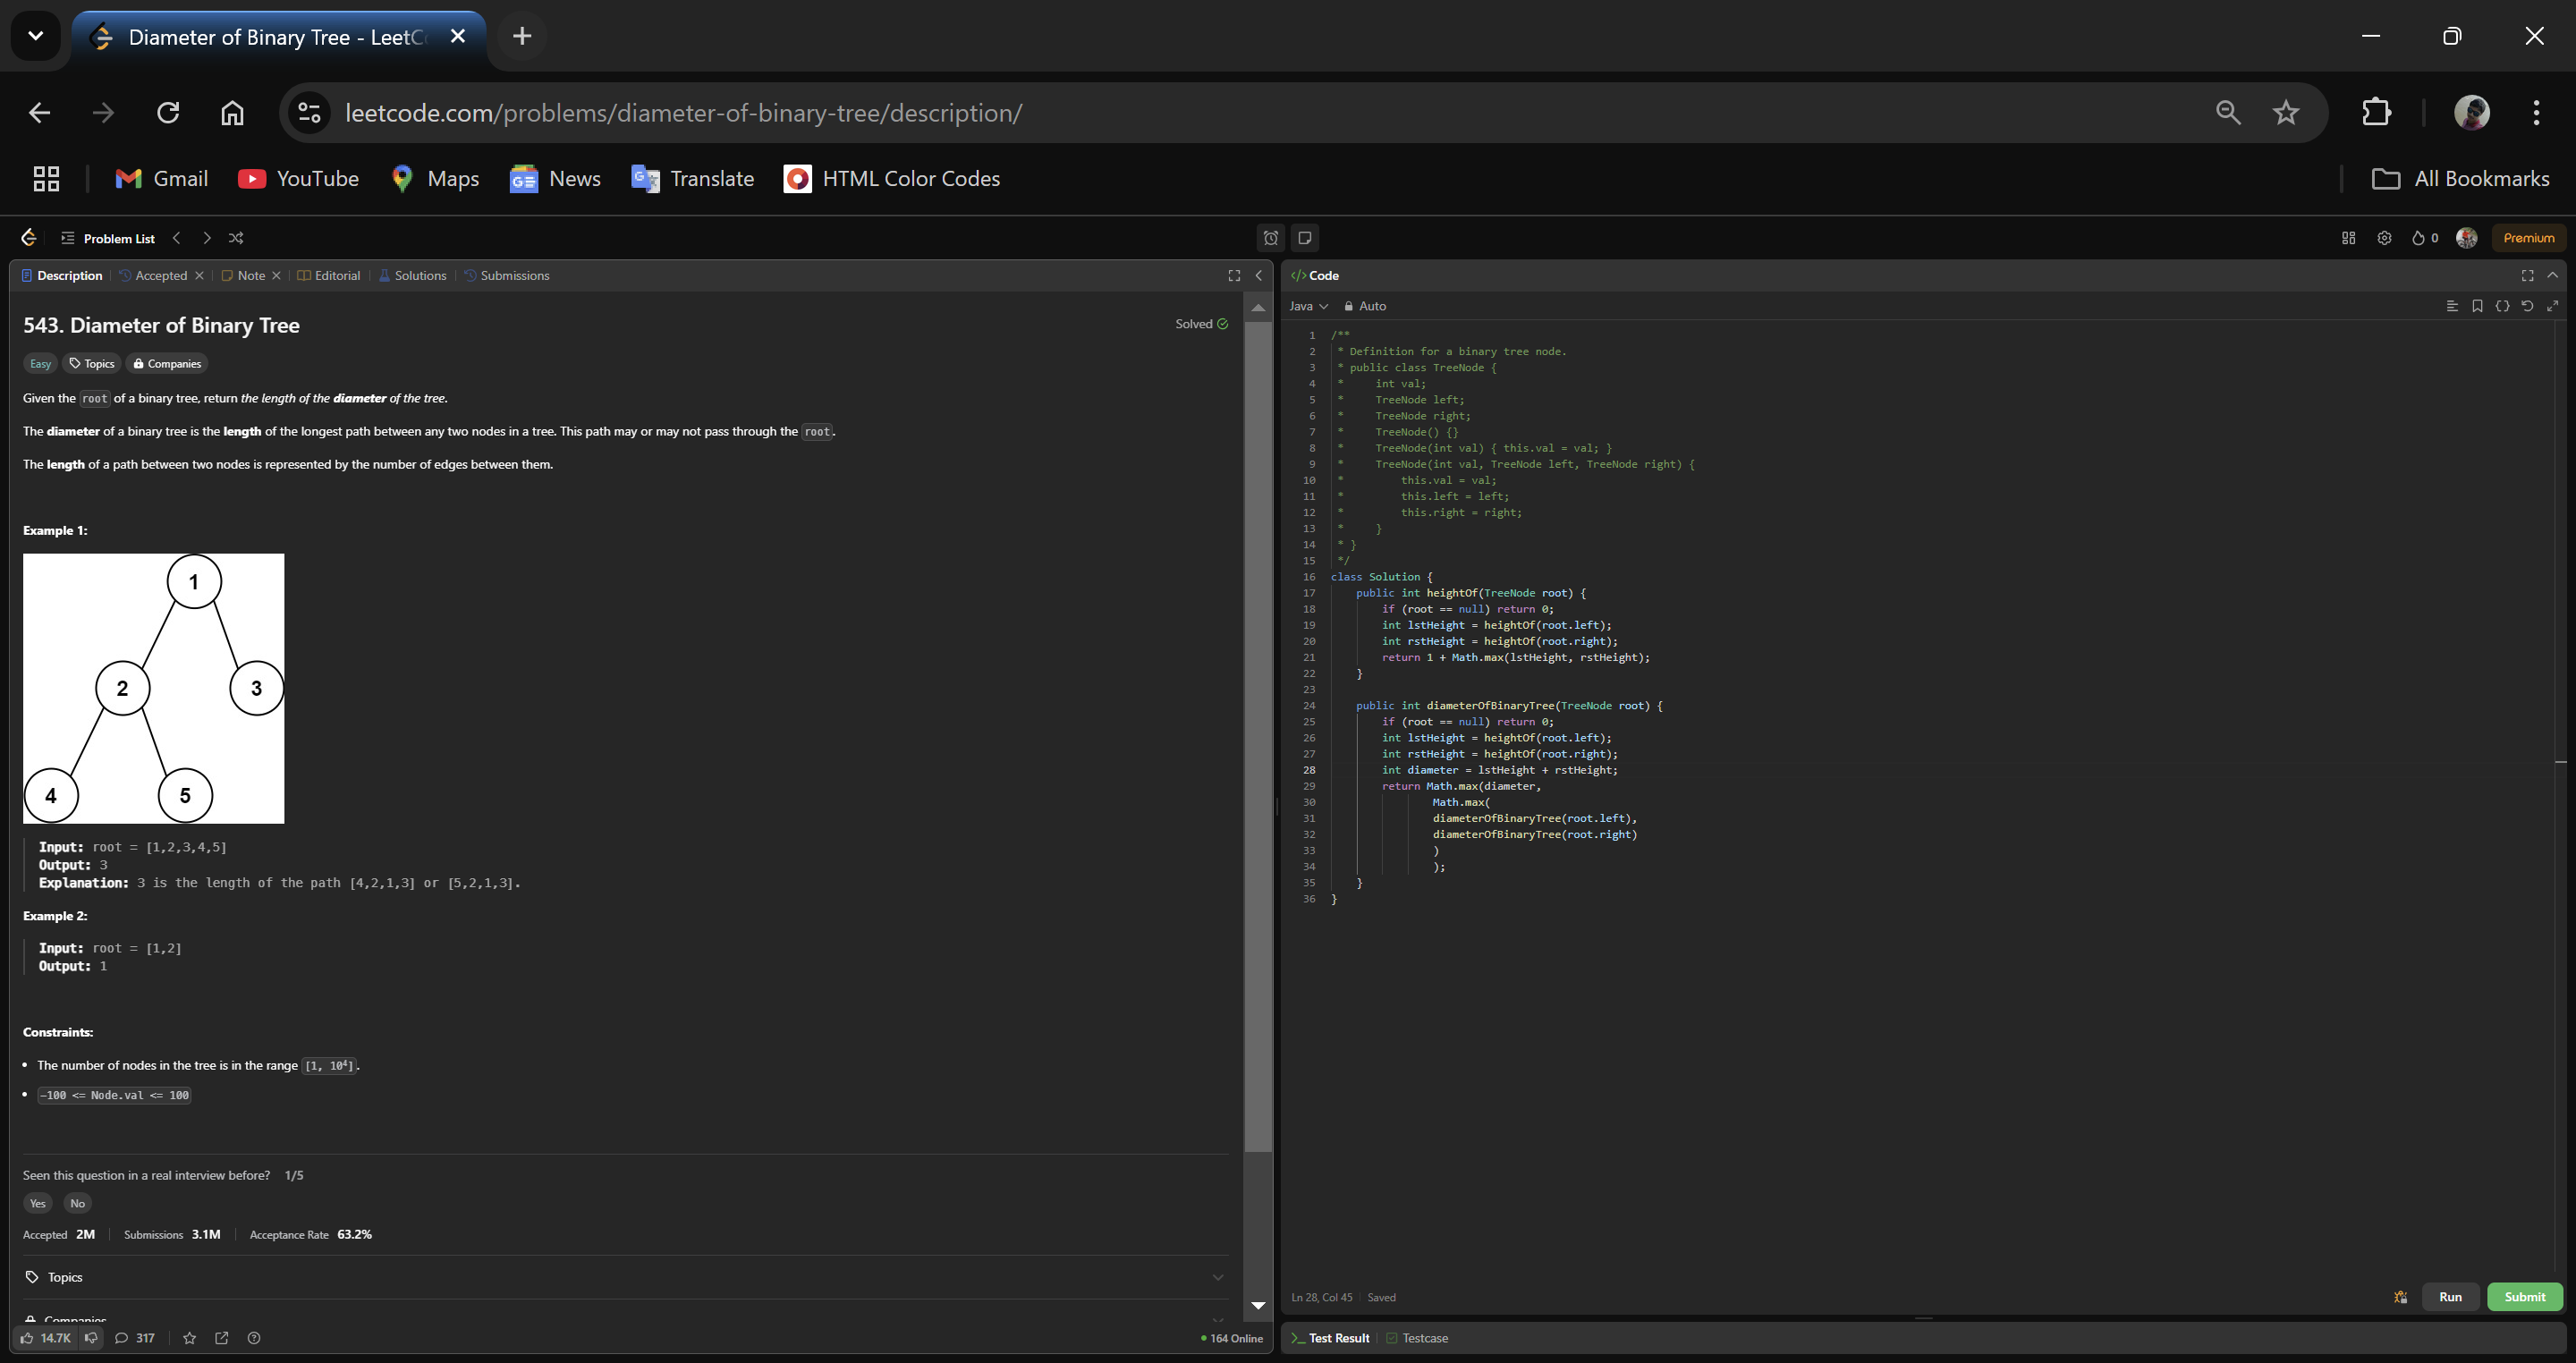 Diameter of Binary Tree - LeetC
leetcode.com/problems/diameter-of-binary-tree/description/
Gmail YouTube Maps News Translate HTML Color Codes All Bookmarks
Problem List 0 Premium
Description Accepted Note Editorial Solutions Submissions
543. Diameter of Binary Tree
Solved
Easy Topics Companies
Given the root of a binary tree, return the length of the diameter of the tree.
The diameter of a binary tree is the length of the longest path between any two nodes in a tree. This path may or may not pass through the root.
The length of a path between two nodes is represented by the number of edges between them.
Example 1:
1
2 3
4 5
Input: root = [1,2,3,4,5]
Output: 3
Explanation: 3 is the length of the path [4,2,1,3] or [5,2,1,3].
Example 2:
Input: root = [1,2]
Output: 1
Constraints:
• The number of nodes in the tree is in the range [1, 10⁴].
• -100 <= Node.val <= 100
Seen this question in a real interview before? 1/5
Yes No
Accepted 2M Submissions 3.1M Acceptance Rate 63.2%
Topics
Companies
14.7K 317 164 Online
</> Code
Java Auto
1 /**
2 * Definition for a binary tree node.
3 * public class TreeNode {
4 * int val;
5 * TreeNode left;
6 * TreeNode right;
7 * TreeNode() {}
8 * TreeNode(int val) { this.val = val; }
9 * TreeNode(int val, TreeNode left, TreeNode right) {
10 * this.val = val;
11 * this.left = left;
12 * this.right = right;
13 * }
14 * }
15 */
16 class Solution {
17 public int heightOf(TreeNode root) {
18 if (root == null) return 0;
19 int lstHeight = heightOf(root.left);
20 int rstHeight = heightOf(root.right);
21 return 1 + Math.max(lstHeight, rstHeight);
22 }
23
24 public int diameterOfBinaryTree(TreeNode root) {
25 if (root == null) return 0;
26 int lstHeight = heightOf(root.left);
27 int rstHeight = heightOf(root.right);
28 int diameter = lstHeight + rstHeight;
29 return Math.max(diameter,
30 Math.max(
31 diameterOfBinaryTree(root.left),
32 diameterOfBinaryTree(root.right)
33 )
34 );
35 }
36 }
Ln 28, Col 45 Saved
Run Submit
Test Result Testcase